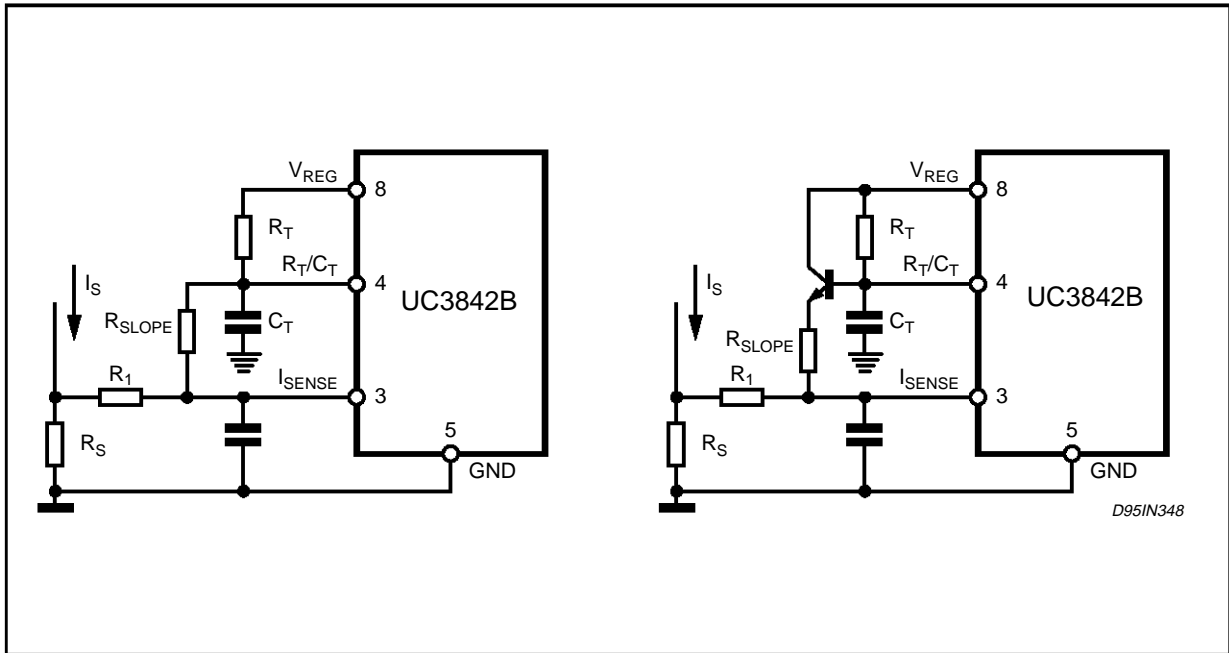 V_REG
8
R_T
R_T/C_T
4
I_S
UC3842B
R_SLOPE
C_T
R_1
I_SENSE
3
R_S
5
GND
V_REG
8
R_T
R_T/C_T
4
I_S
UC3842B
C_T
R_SLOPE
R_1
I_SENSE
3
R_S
5
GND
D95IN348